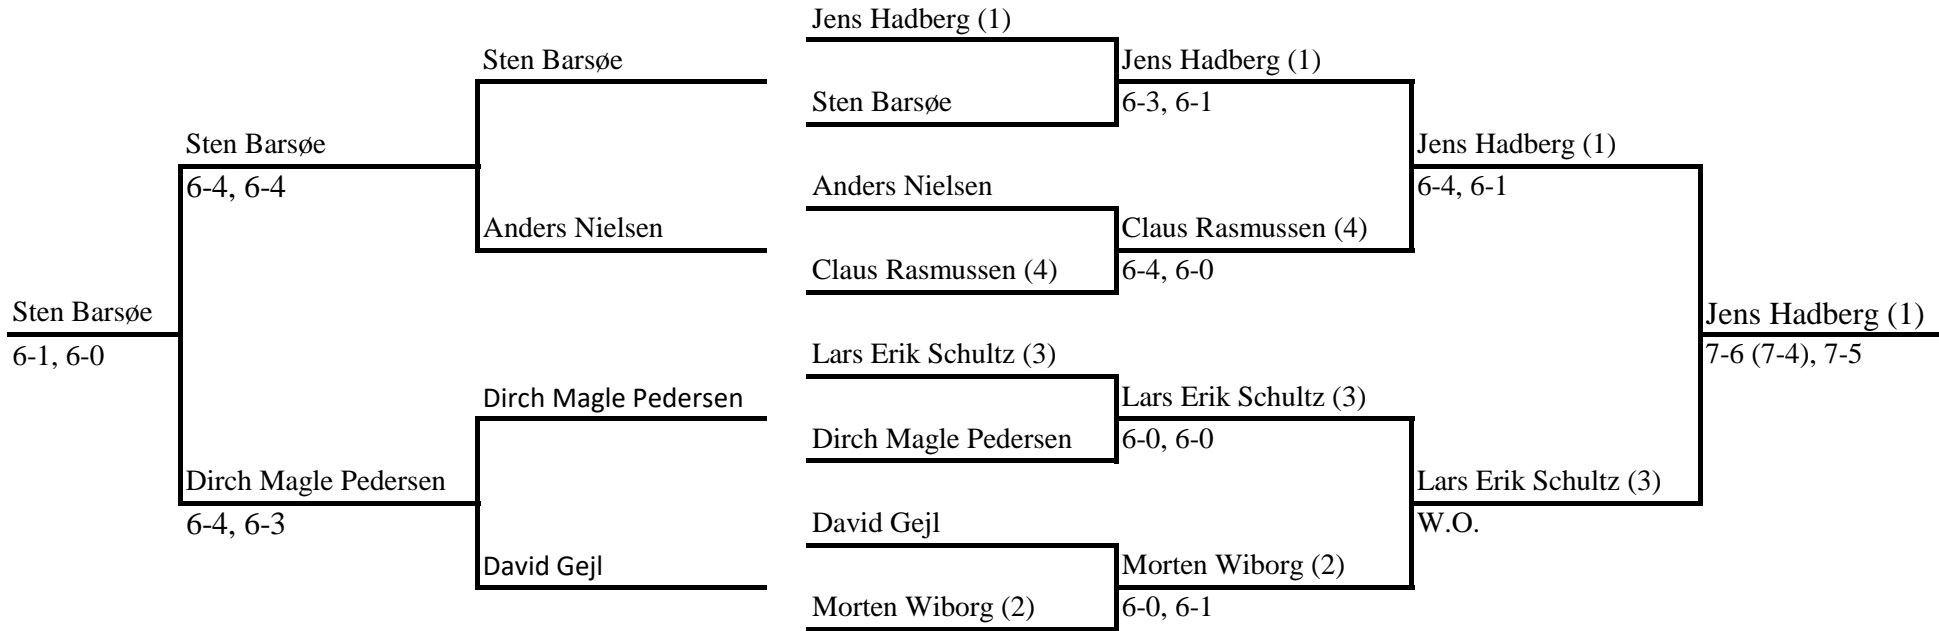 Jens Hadberg (1)
Sten Barsøe
Jens Hadberg (1)
Sten Barsøe
6-3, 6-1
Sten Barsøe
Jens Hadberg (1)
6-4, 6-4
Anders Nielsen
6-4, 6-1
Anders Nielsen
Claus Rasmussen (4)
Claus Rasmussen (4)
6-4, 6-0
Sten Barsøe
Jens Hadberg (1)
6-1, 6-0
Lars Erik Schultz (3)
7-6 (7-4), 7-5
Dirch Magle Pedersen
Lars Erik Schultz (3)
Dirch Magle Pedersen
6-0, 6-0
Dirch Magle Pedersen
Lars Erik Schultz (3)
6-4, 6-3
David Gejl
W.O.
David Gejl
Morten Wiborg (2)
Morten Wiborg (2)
6-0, 6-1